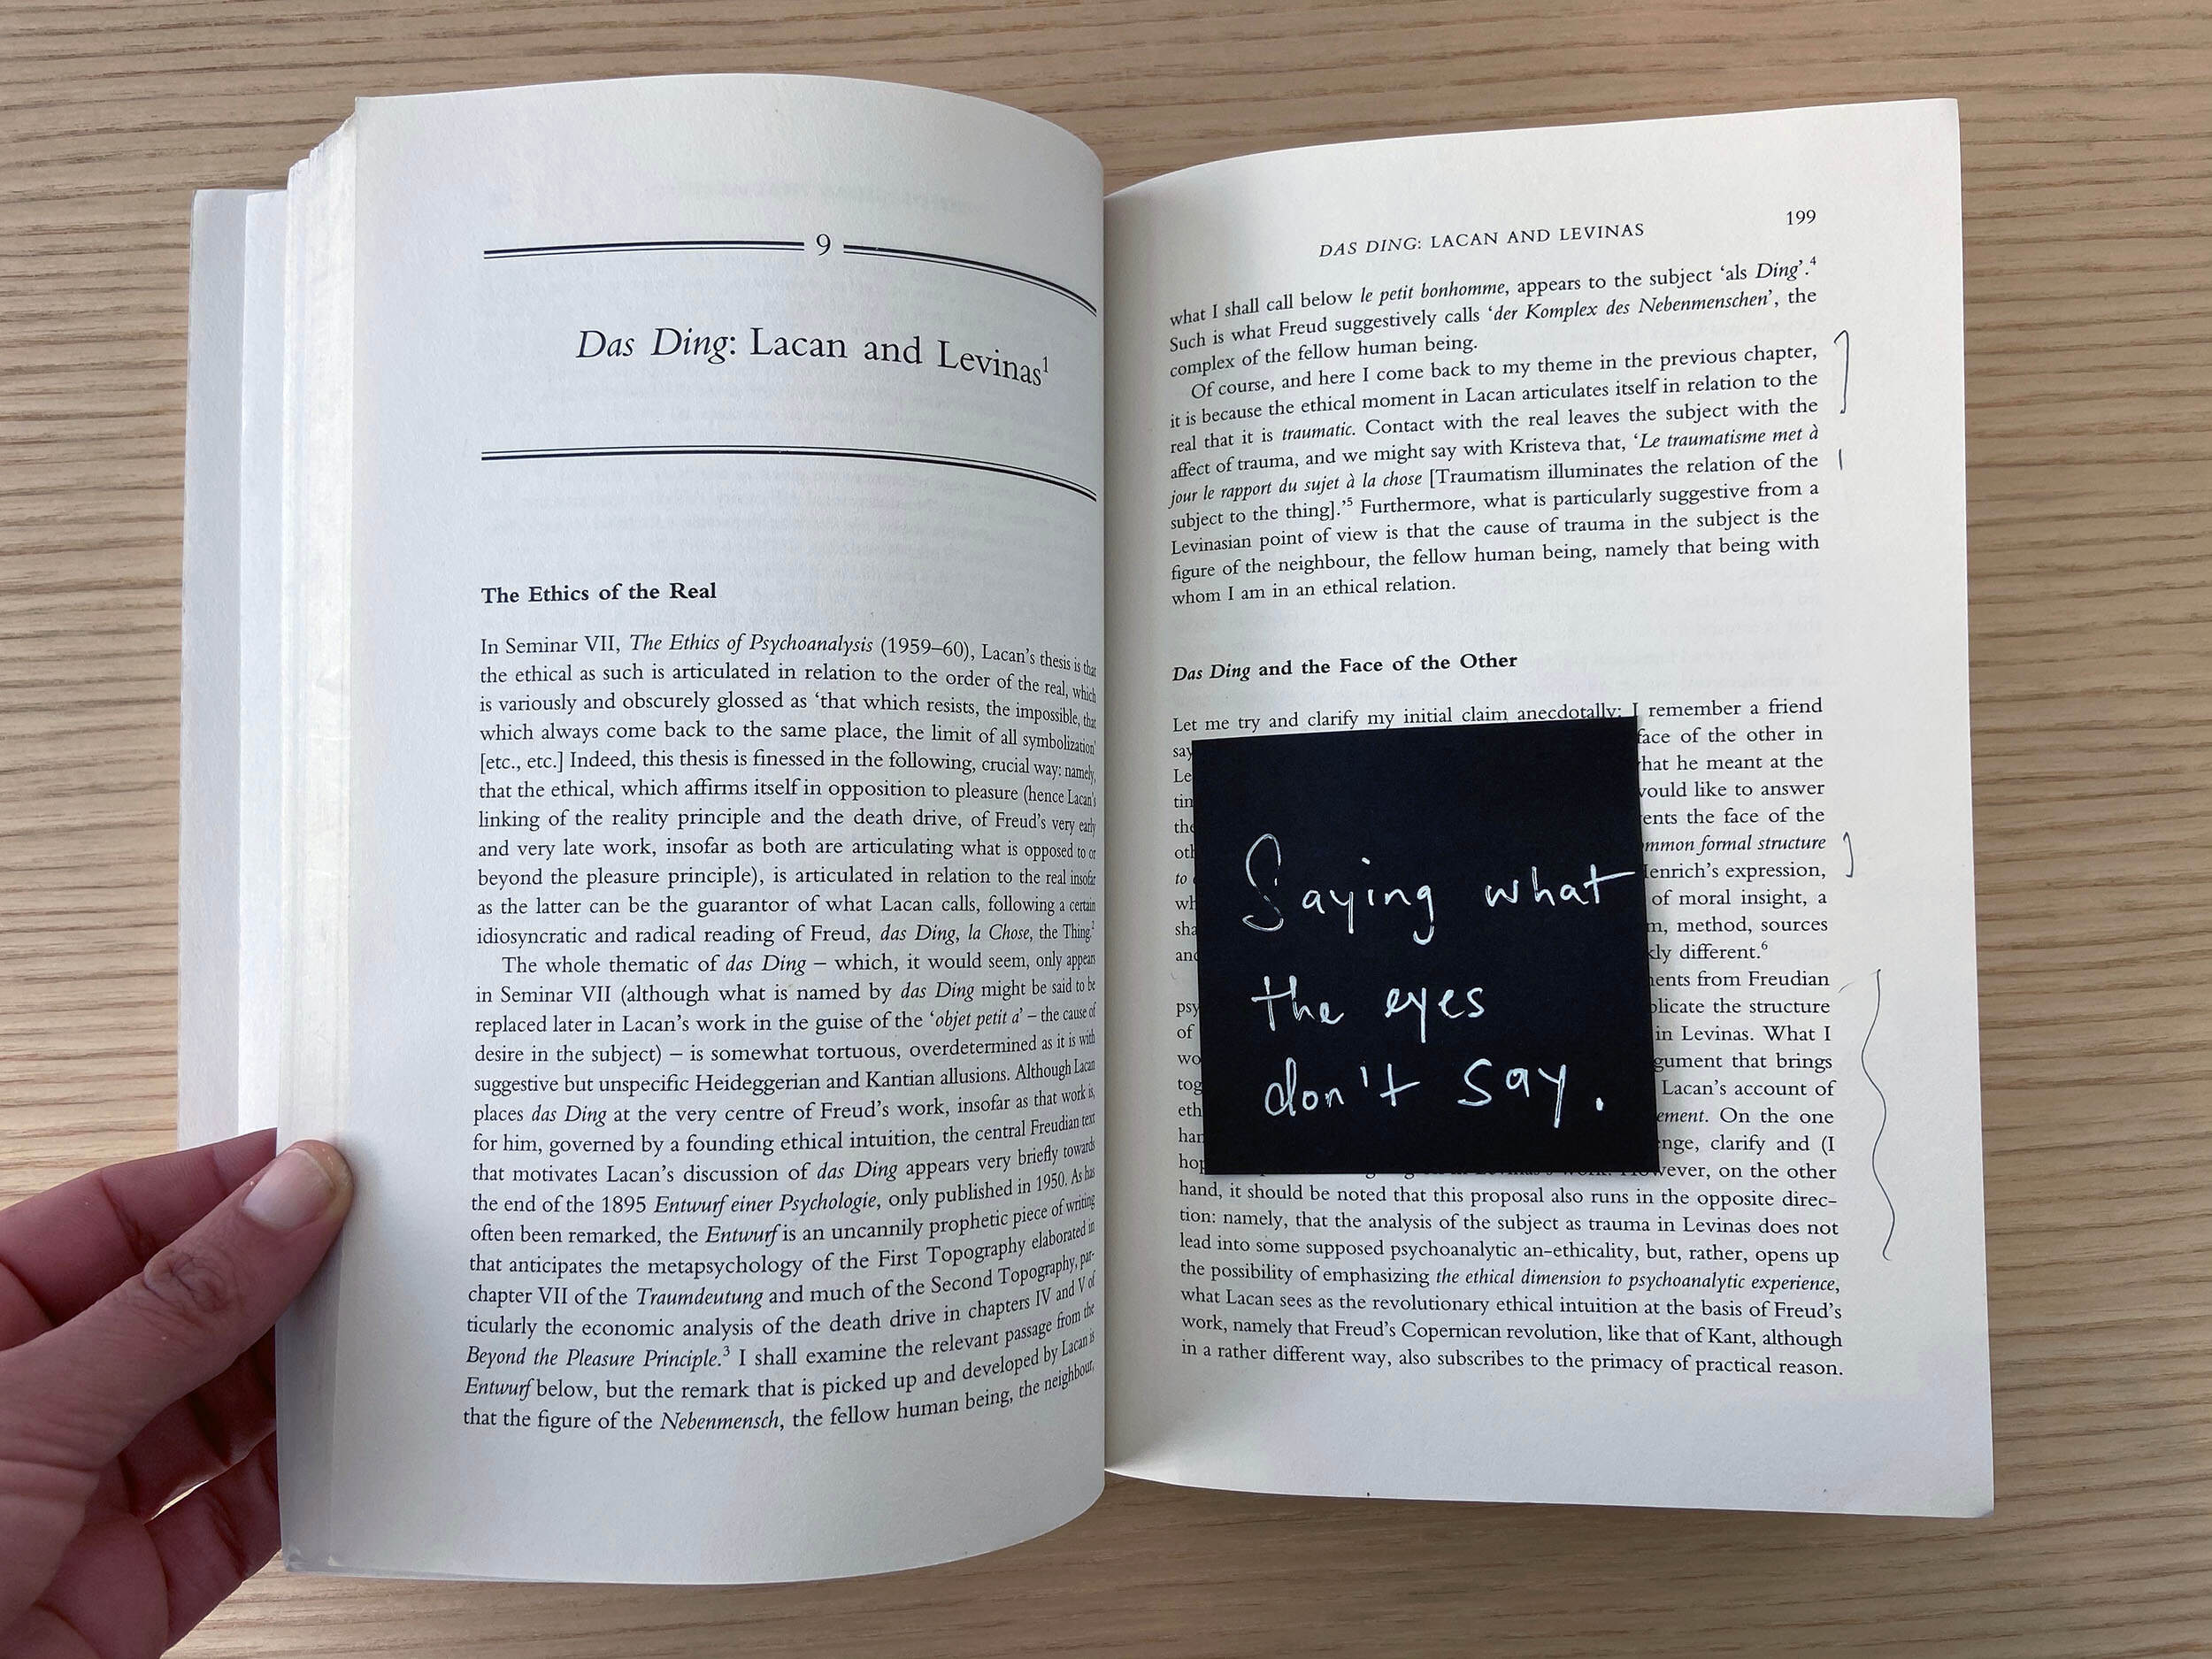 9
Das Ding: Lacan and Levinas1
The Ethics of the Real
In Seminar VII, The Ethics of Psychoanalysis (1959–60), Lacan's thesis is that
the ethical as such is articulated in relation to the order of the real, which
is variously and obscurely glossed as 'that which resists, the impossible, that
which always come back to the same place, the limit of all symbolization'
[etc., etc.] Indeed, this thesis is finessed in the following, crucial way: namely,
that the ethical, which affirms itself in opposition to pleasure (hence Lacan's
linking of the reality principle and the death drive, of Freud's very early
and very late work, insofar as both are articulating what is opposed to or
beyond the pleasure principle), is articulated in relation to the real insofar
as the latter can be the guarantor of what Lacan calls, following a certain
idiosyncratic and radical reading of Freud, das Ding, la Chose, the Thing.2
The whole thematic of das Ding – which, it would seem, only appears
in Seminar VII (although what is named by das Ding might be said to be
replaced later in Lacan's work in the guise of the 'objet petit a' – the cause of
desire in the subject) – is somewhat tortuous, overdetermined as it is with
suggestive but unspecific Heideggerian and Kantian allusions. Although Lacan
places das Ding at the very centre of Freud's work, insofar as that work is,
for him, governed by a founding ethical intuition, the central Freudian text
that motivates Lacan's discussion of das Ding appears very briefly towards
the end of the 1895 Entwurf einer Psychologie, only published in 1950. As has
often been remarked, the Entwurf is an uncannily prophetic piece of writing
that anticipates the metapsychology of the First Topography elaborated in
chapter VII of the Traumdeutung and much of the Second Topography, par-
ticularly the economic analysis of the death drive in chapters IV and V of
Beyond the Pleasure Principle.3 I shall examine the relevant passage from the
Entwurf below, but the remark that is picked up and developed by Lacan is
that the figure of the Nebenmensch, the fellow human being, the neighbour,
DAS DING: LACAN AND LEVINAS 199
what I shall call below le petit bonhomme, appears to the subject 'als Ding'.4
Such is what Freud suggestively calls 'der Komplex des Nebenmenschen', the
complex of the fellow human being.
Of course, and here I come back to my theme in the previous chapter,
it is because the ethical moment in Lacan articulates itself in relation to the
real that it is traumatic. Contact with the real leaves the subject with the
affect of trauma, and we might say with Kristeva that, 'Le traumatisme met à
jour le rapport du sujet à la chose [Traumatism illuminates the relation of the
subject to the thing].'5 Furthermore, what is particularly suggestive from a
Levinasian point of view is that the cause of trauma in the subject is the
figure of the neighbour, the fellow human being, namely that being with
whom I am in an ethical relation.
Das Ding and the Face of the Other
Let me try and clarify my initial claim anecdotally: I remember a friend
face of the other in
what he meant at the
would like to answer
the face of the
formal structure
Henrich's expression,
of moral insight, a
method, sources
different.6
from Freudian
the structure
of in Levinas. What I
that brings
Lacan's account of
On the one
clarify and (I
on the other
hand, it should be noted that this proposal also runs in the opposite direc-
tion: namely, that the analysis of the subject as trauma in Levinas does not
lead into some supposed psychoanalytic an-ethicality, but, rather, opens up
the possibility of emphasizing the ethical dimension to psychoanalytic experience,
what Lacan sees as the revolutionary ethical intuition at the basis of Freud's
work, namely that Freud's Copernican revolution, like that of Kant, although
in a rather different way, also subscribes to the primacy of practical reason.
Saying what
the eyes
don't say.